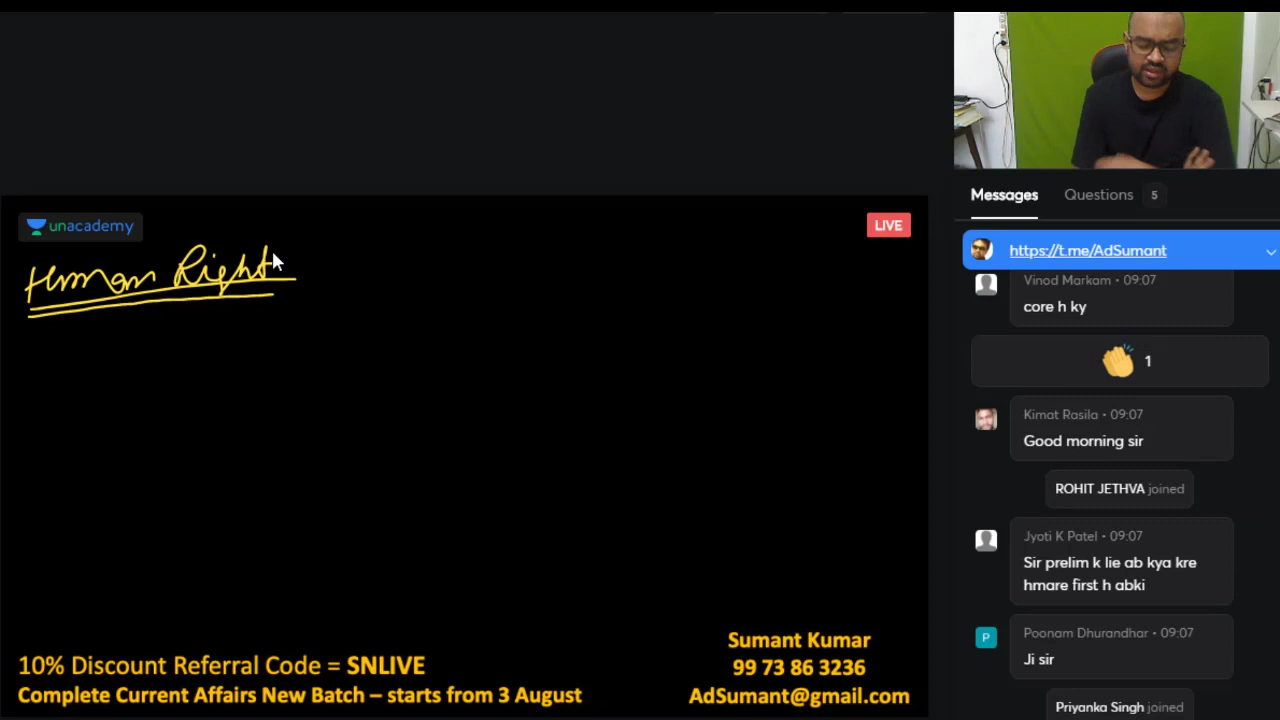 unacademy
LIVE
Human Right
10% Discount Referral Code = SNLIVE
Complete Current Affairs New Batch – starts from 3 August
Sumant Kumar
99 73 86 3236
AdSumant@gmail.com
Messages
Questions 5
https://t.me/AdSumant
Vinod Markam • 09:07
core h ky
1
Kimat Rasila • 09:07
Good morning sir
ROHIT JETHVA joined
Jyoti K Patel • 09:07
Sir prelim k lie ab kya kre
hmare first h abki
P
Poonam Dhurandhar • 09:07
Ji sir
Priyanka Singh joined